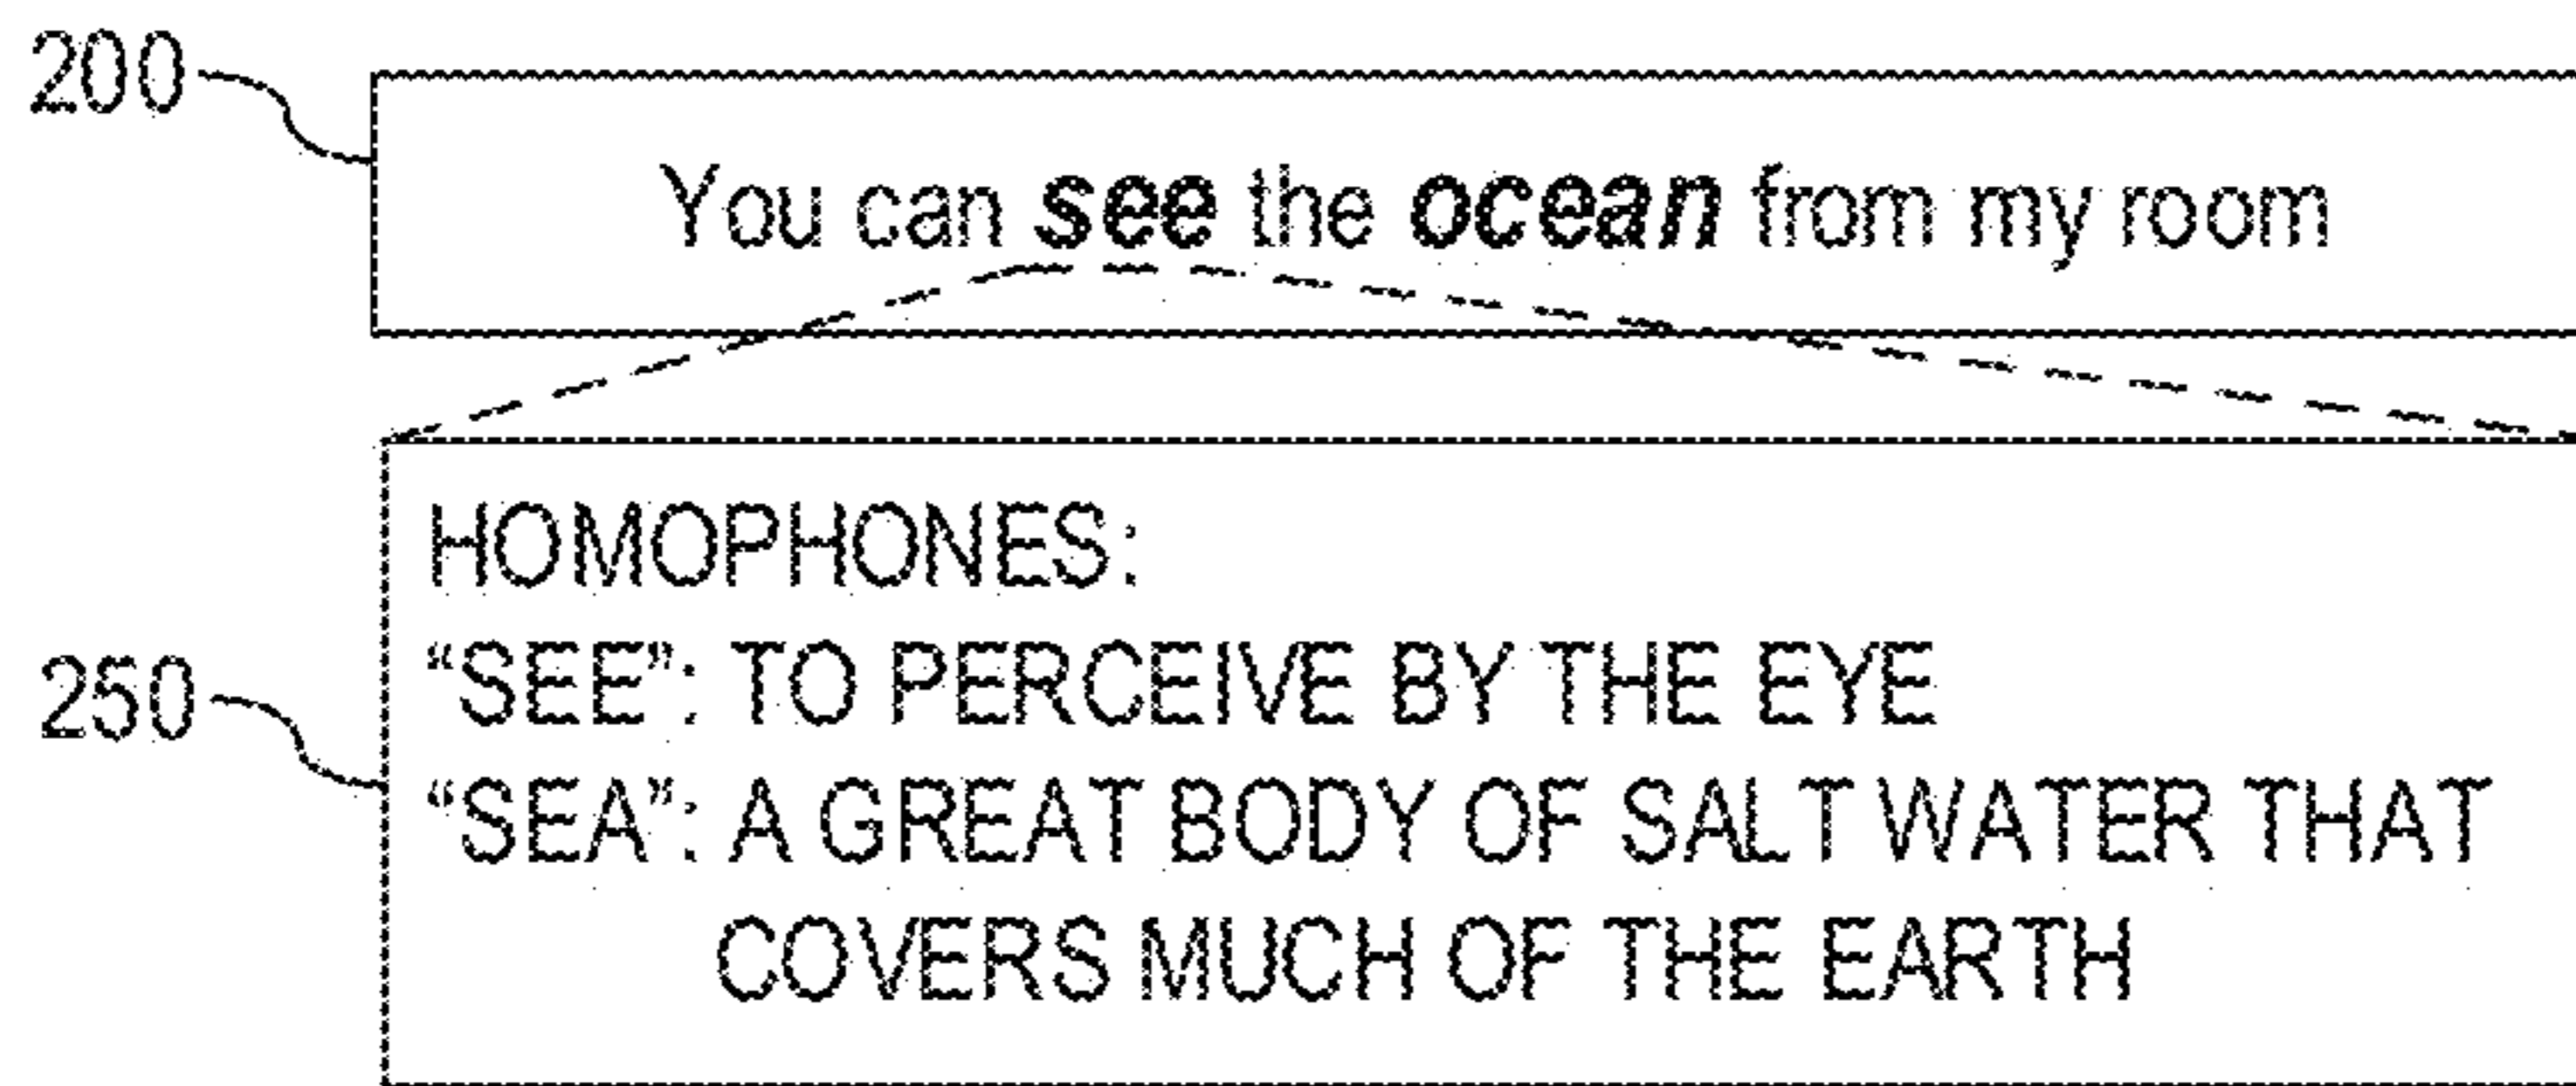 200
You can see the ocean from my room
HOMOPHONES:
“SEE”: TO PERCEIVE BY THE EYE
250
“SEA”: A GREAT BODY OF SALT WATER THAT
COVERS MUCH OF THE EARTH